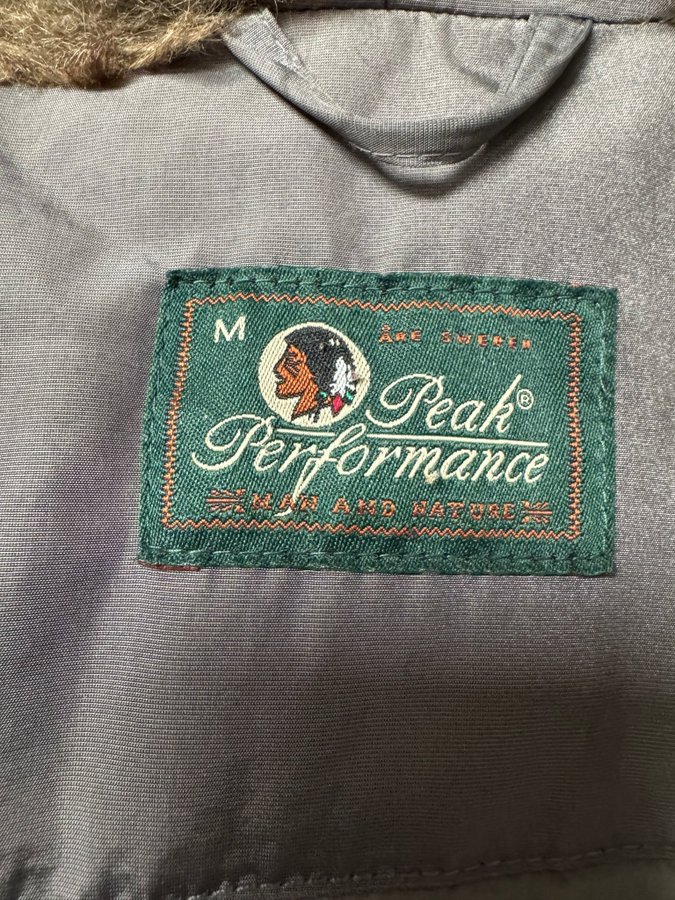 M
ÅRE SWEDEN
Peak®
Performance
MAN AND NATURE